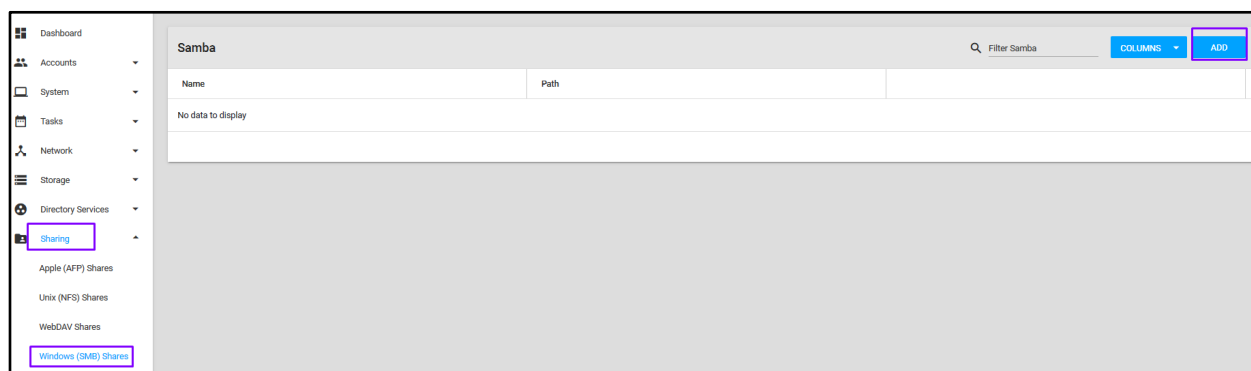 Dashboard
Accounts
System
Tasks
Network
Storage
Directory Services
Sharing
Apple (AFP) Shares
Unix (NFS) Shares
WebDAV Shares
Windows (SMB) Shares
Samba
Filter Samba
COLUMNS
ADD
Name Path
No data to display